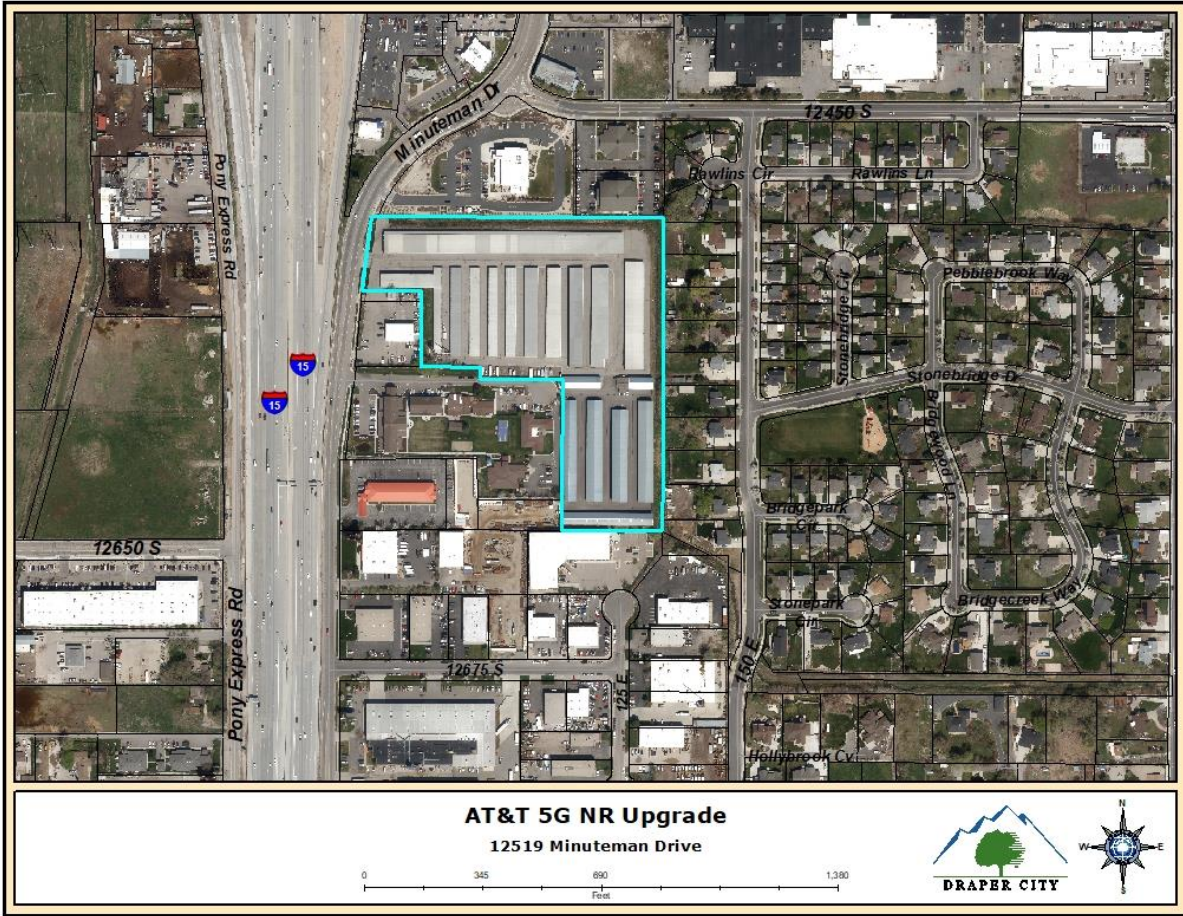 Minuteman Dr
12450 S
Rawlins Cir
Rawlins Ln
Pony Express Rd
Stonebridge Cir
Pebblebrook Way
15
15
Stonebridge Dr
Bridgepark
Cir
12650 S
Stonepark
Cir
Bridgecreek Way
Pony Express Rd
12675 S
125 E
150 E
Hollybrook Cv
AT&T 5G NR Upgrade
12519 Minuteman Drive
0 345 690 1,380
Feet
DRAPER CITY
N
W E
S